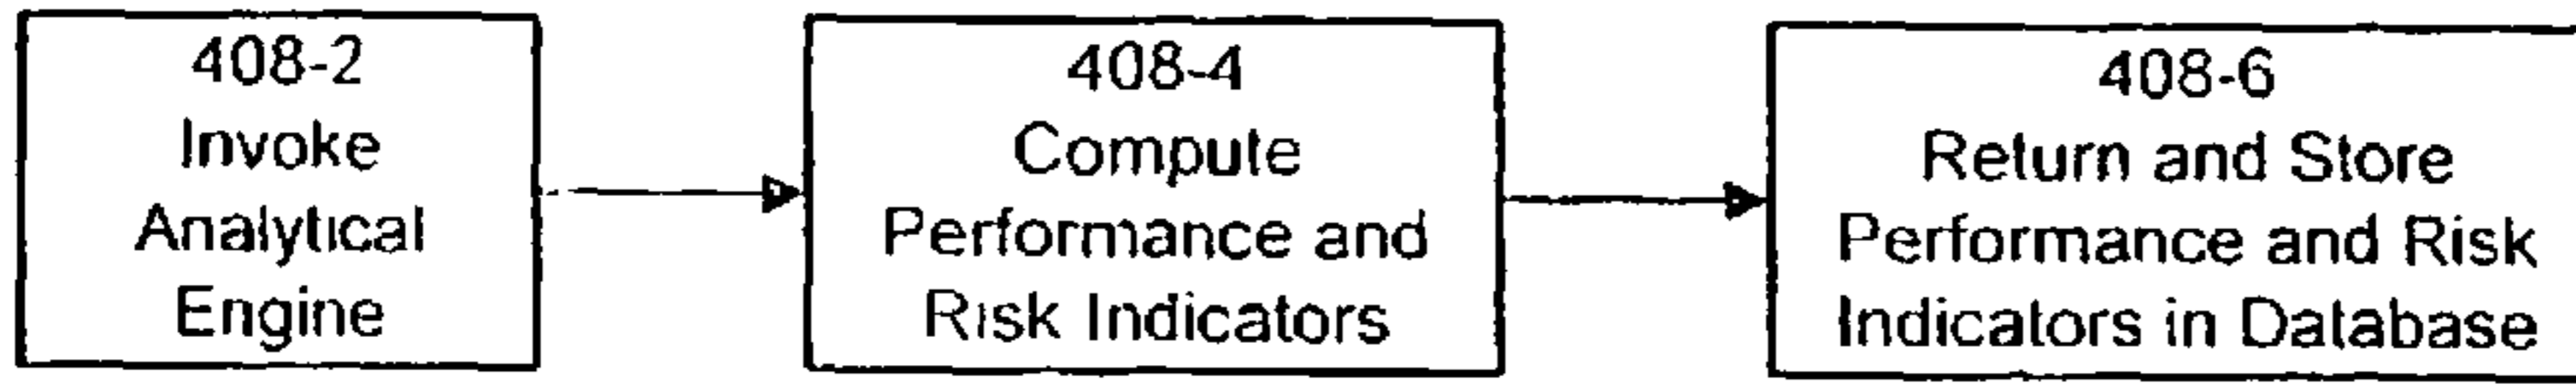 408-2
Invoke
Analytical
Engine
408-4
Compute
Performance and
Risk Indicators
408-6
Return and Store
Performance and Risk
Indicators in Database